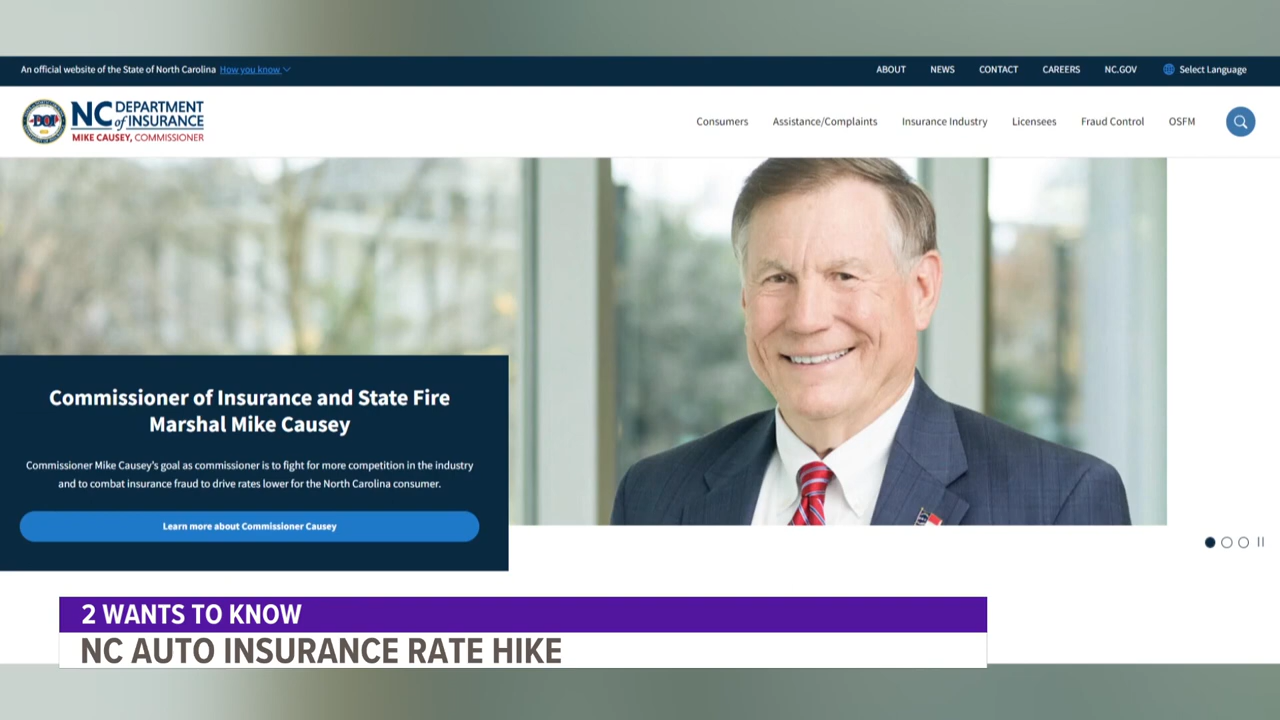 An official website of the State of North Carolina How you know
ABOUT NEWS CONTACT CAREERS NC.GOV Select Language
NC DEPARTMENT
of INSURANCE
MIKE CAUSEY, COMMISSIONER
DOI
Consumers Assistance/Complaints Insurance Industry Licensees Fraud Control OSFM
Commissioner of Insurance and State Fire
Marshal Mike Causey
Commissioner Mike Causey's goal as commissioner is to fight for more competition in the industry
and to combat insurance fraud to drive rates lower for the North Carolina consumer.
Learn more about Commissioner Causey
2 WANTS TO KNOW
NC AUTO INSURANCE RATE HIKE